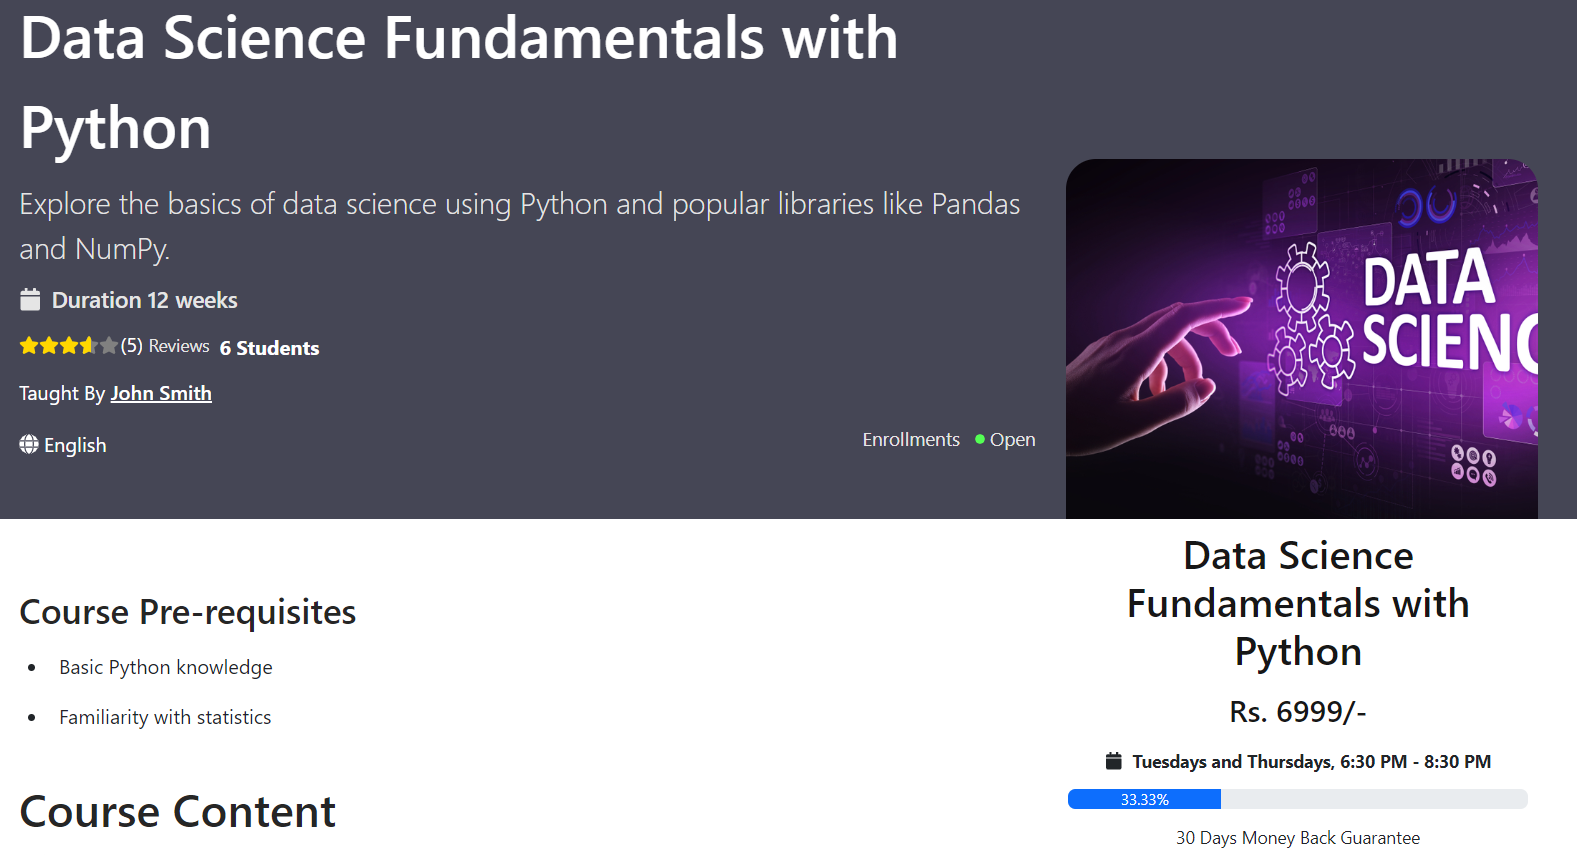 Data Science Fundamentals with
Python
Explore the basics of data science using Python and popular libraries like Pandas
and NumPy.
Duration 12 weeks
(5) Reviews 6 Students
Taught By John Smith
English
Enrollments Open
DATA
SCIENC
Course Pre-requisites
Basic Python knowledge
Familiarity with statistics
Course Content
Data Science
Fundamentals with
Python
Rs. 6999/-
Tuesdays and Thursdays, 6:30 PM - 8:30 PM
33.33%
30 Days Money Back Guarantee